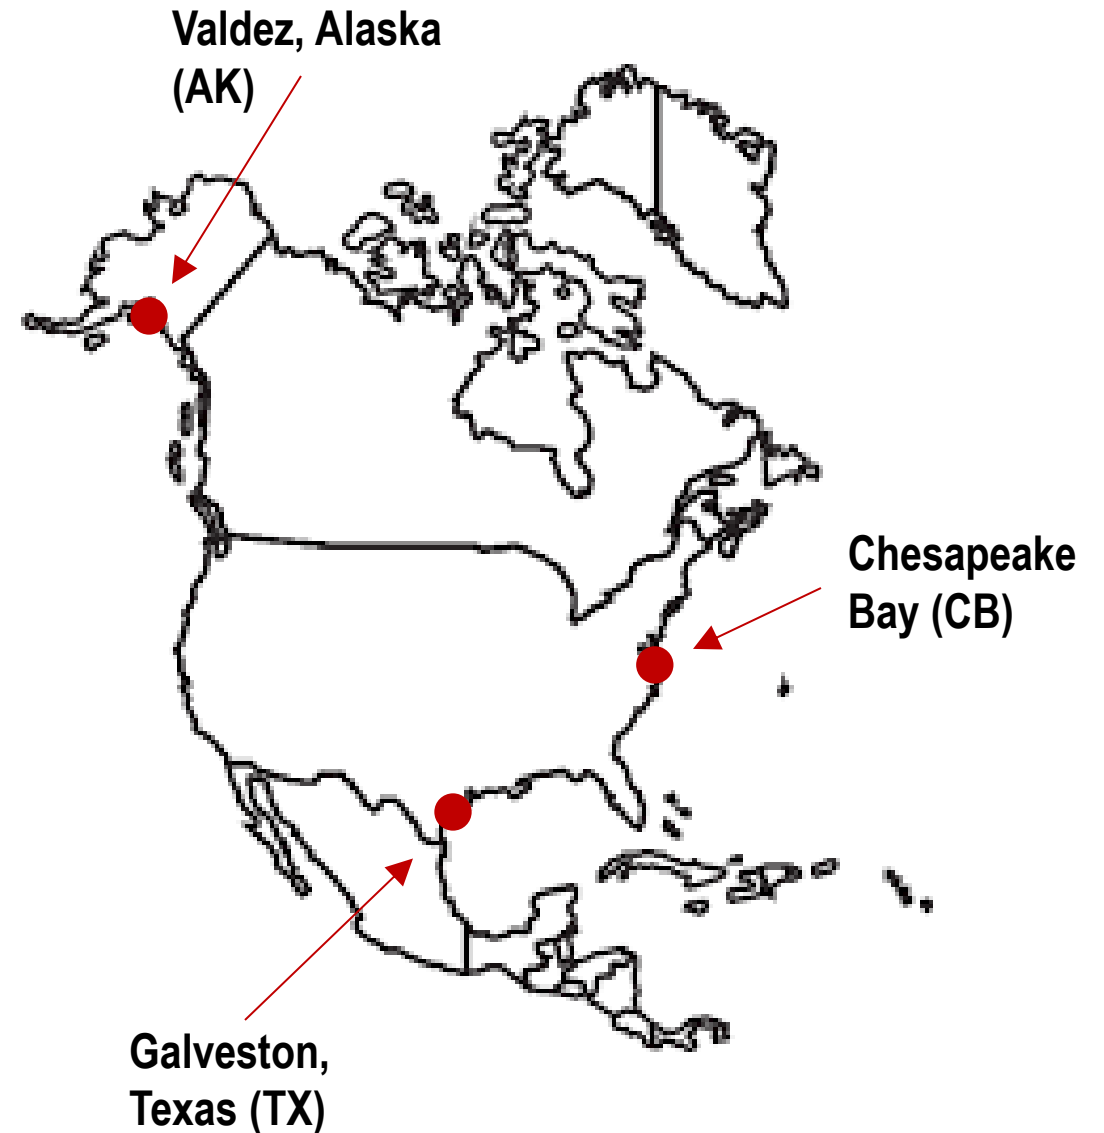 Valdez, Alaska
(AK)
Chesapeake
Bay (CB)
Galveston,
Texas (TX)